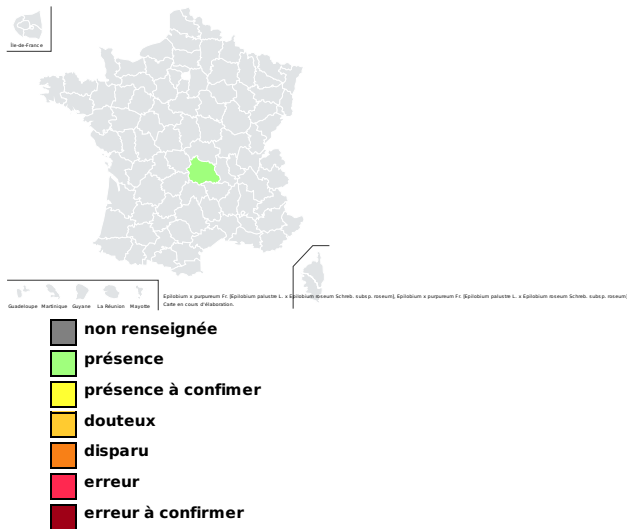 Île-de-France
Guadeloupe Martinique Guyane La Réunion Mayotte
Epilobium x purpureum Fr. [Epilobium palustre L. x Epilobium roseum Schreb. subsp. roseum], Epilobium x purpureum Fr. [Epilobium palustre L. x Epilobium roseum Schreb. subsp. roseum]
Carte en cours d'élaboration.
non renseignée
présence
présence à confimer
douteux
disparu
erreur
erreur à confirmer